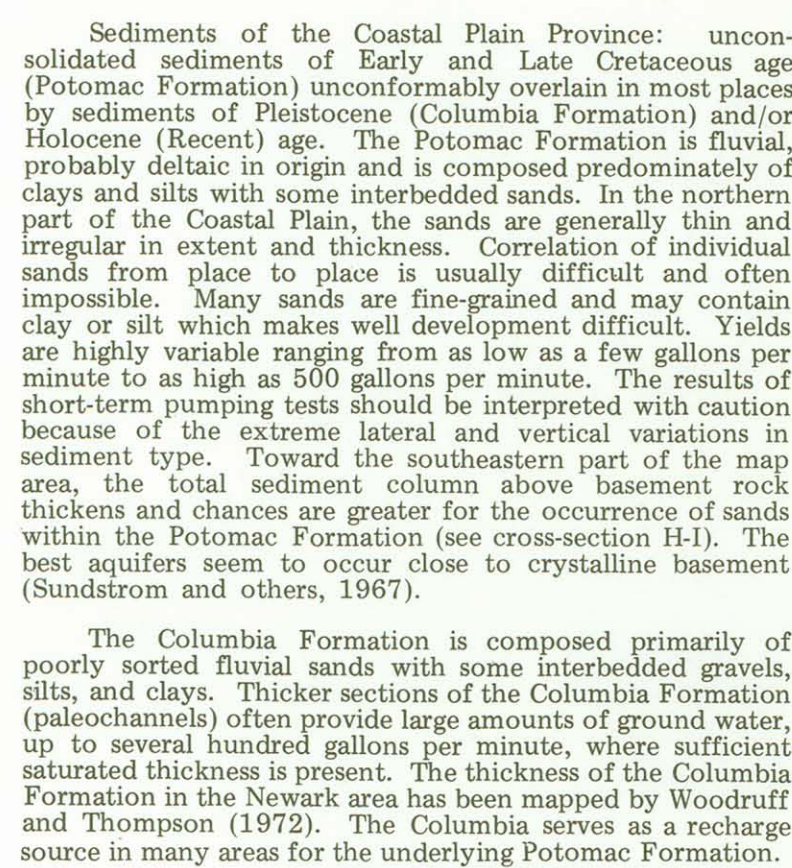 Sediments of the Coastal Plain Province: uncon-
solidated sediments of Early and Late Cretaceous age
(Potomac Formation) unconformably overlain in most places
by sediments of Pleistocene (Columbia Formation) and/or
Holocene (Recent) age. The Potomac Formation is fluvial,
probably deltaic in origin and is composed predominately of
clays and silts with some interbedded sands. In the northern
part of the Coastal Plain, the sands are generally thin and
irregular in extent and thickness. Correlation of individual
sands from place to place is usually difficult and often
impossible. Many sands are fine-grained and may contain
clay or silt which makes well development difficult. Yields
are highly variable ranging from as low as a few gallons per
minute to as high as 500 gallons per minute. The results of
short-term pumping tests should be interpreted with caution
because of the extreme lateral and vertical variations in
sediment type. Toward the southeastern part of the map
area, the total sediment column above basement rock
thickens and chances are greater for the occurrence of sands
within the Potomac Formation (see cross-section H-I). The
best aquifers seem to occur close to crystalline basement
(Sundstrom and others, 1967).
The Columbia Formation is composed primarily of
poorly sorted fluvial sands with some interbedded gravels,
silts, and clays. Thicker sections of the Columbia Formation
(paleochannels) often provide large amounts of ground water,
up to several hundred gallons per minute, where sufficient
saturated thickness is present. The thickness of the Columbia
Formation in the Newark area has been mapped by Woodruff
and Thompson (1972). The Columbia serves as a recharge
source in many areas for the underlying Potomac Formation.